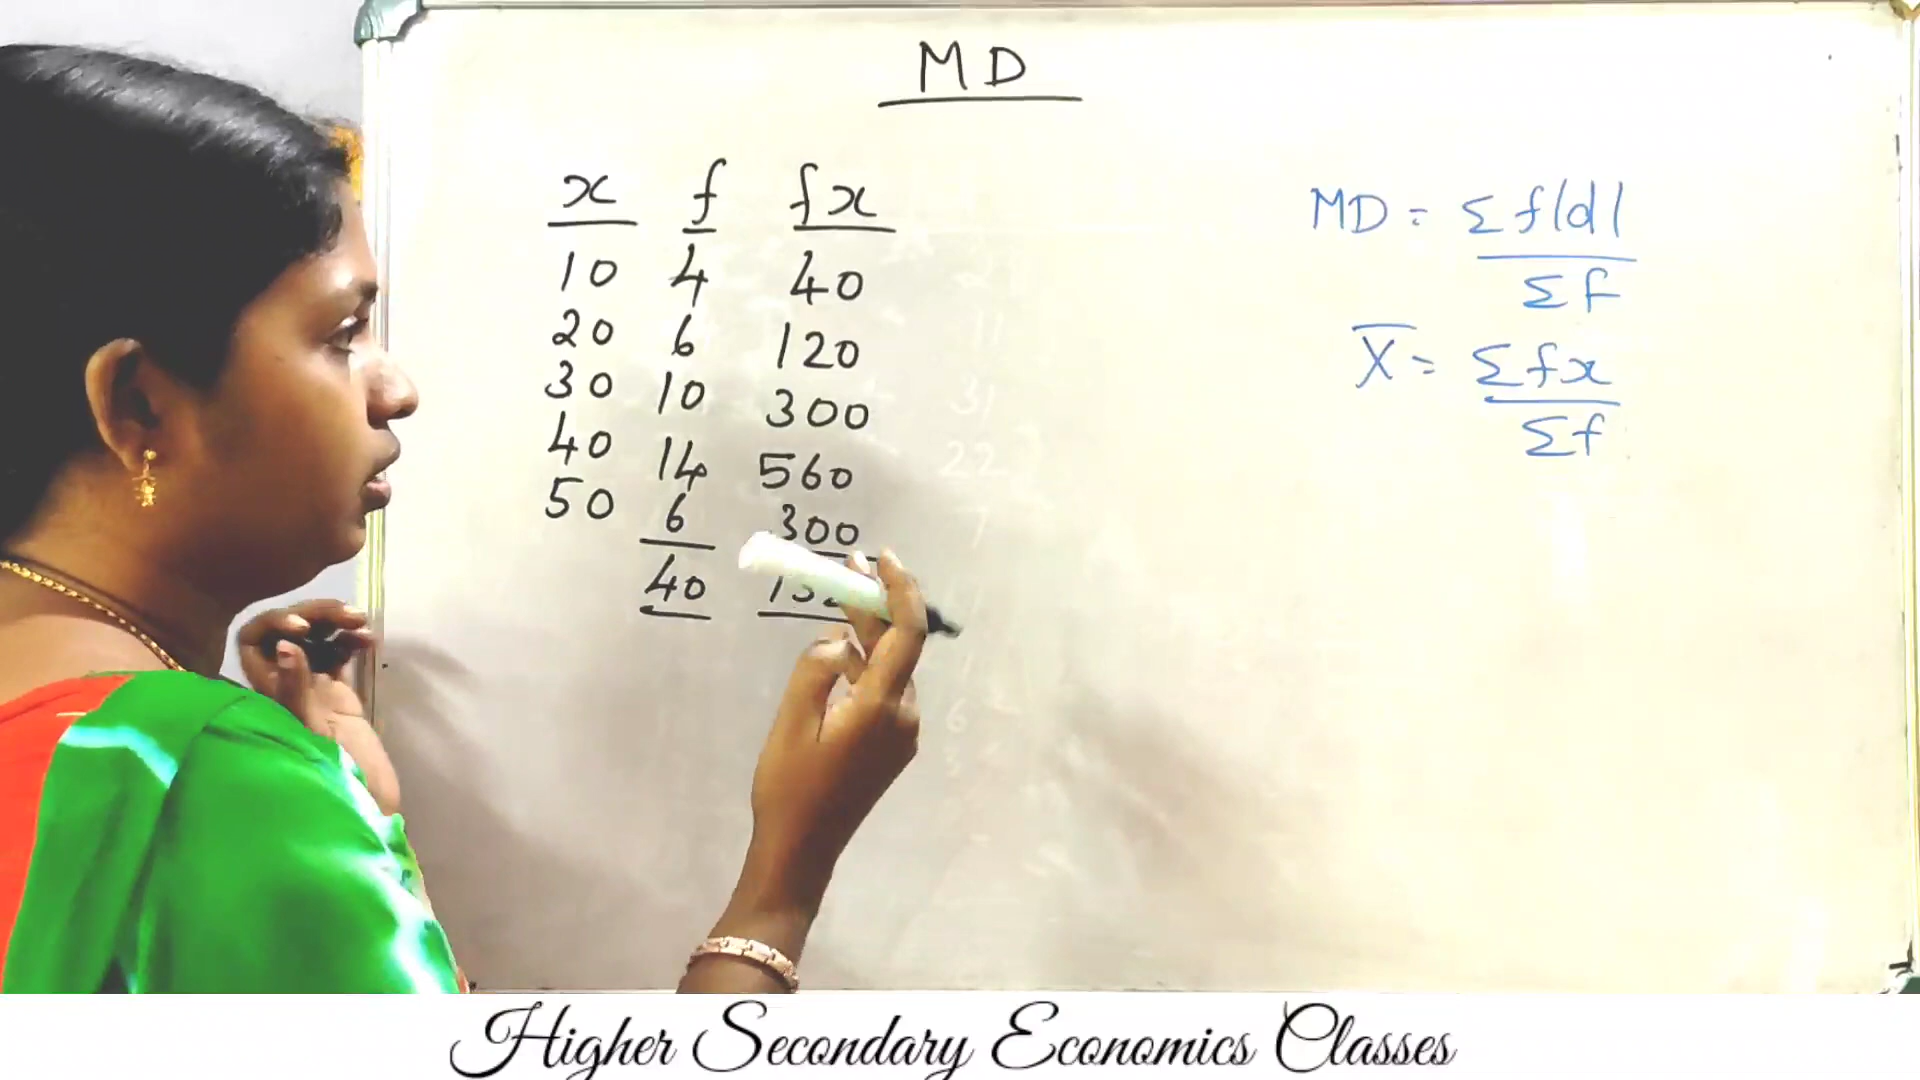 MD
x f fx
10 4 40
20 6 120
30 10 300
40 14 560
50 6 300
40
MD = Σf|d|
Σf
X̄ = Σfx
Σf
Higher Secondary Economics Classes